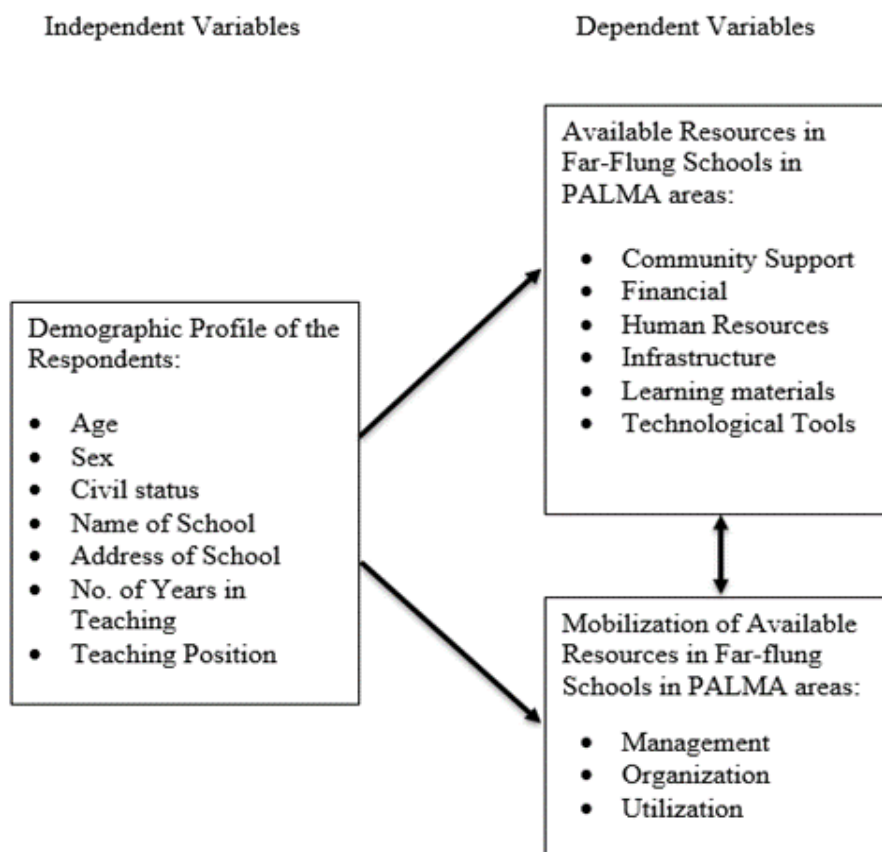 Independent Variables
Dependent Variables
Demographic Profile of the
Respondents:
• Age
• Sex
• Civil status
• Name of School
• Address of School
• No. of Years in
Teaching
• Teaching Position
Available Resources in
Far-Flung Schools in
PALMA areas:
• Community Support
• Financial
• Human Resources
• Infrastructure
• Learning materials
• Technological Tools
Mobilization of Available
Resources in Far-flung
Schools in PALMA areas:
• Management
• Organization
• Utilization